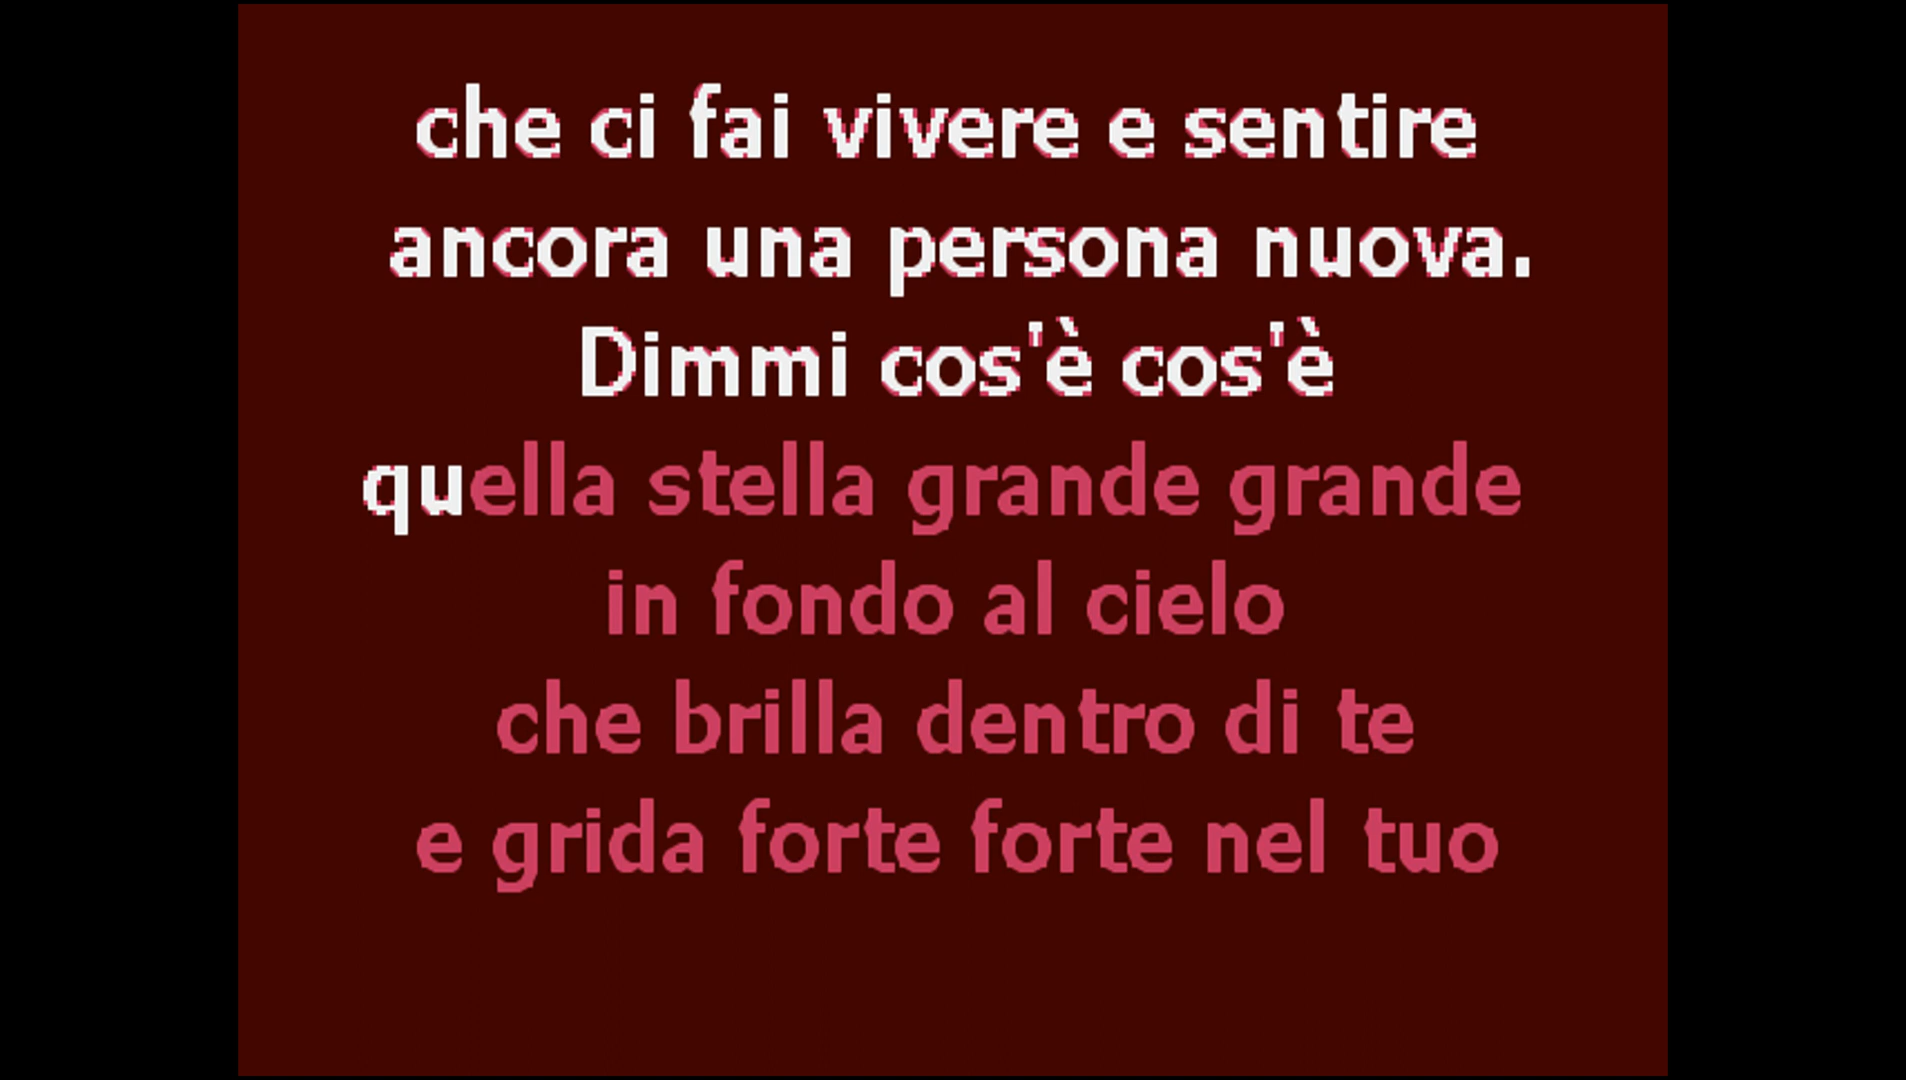 che ci fai vivere e sentire
ancora una persona nuova.
Dimmi cos'è cos'è
quella stella grande grande
in fondo al cielo
che brilla dentro di te
e grida forte forte nel tuo